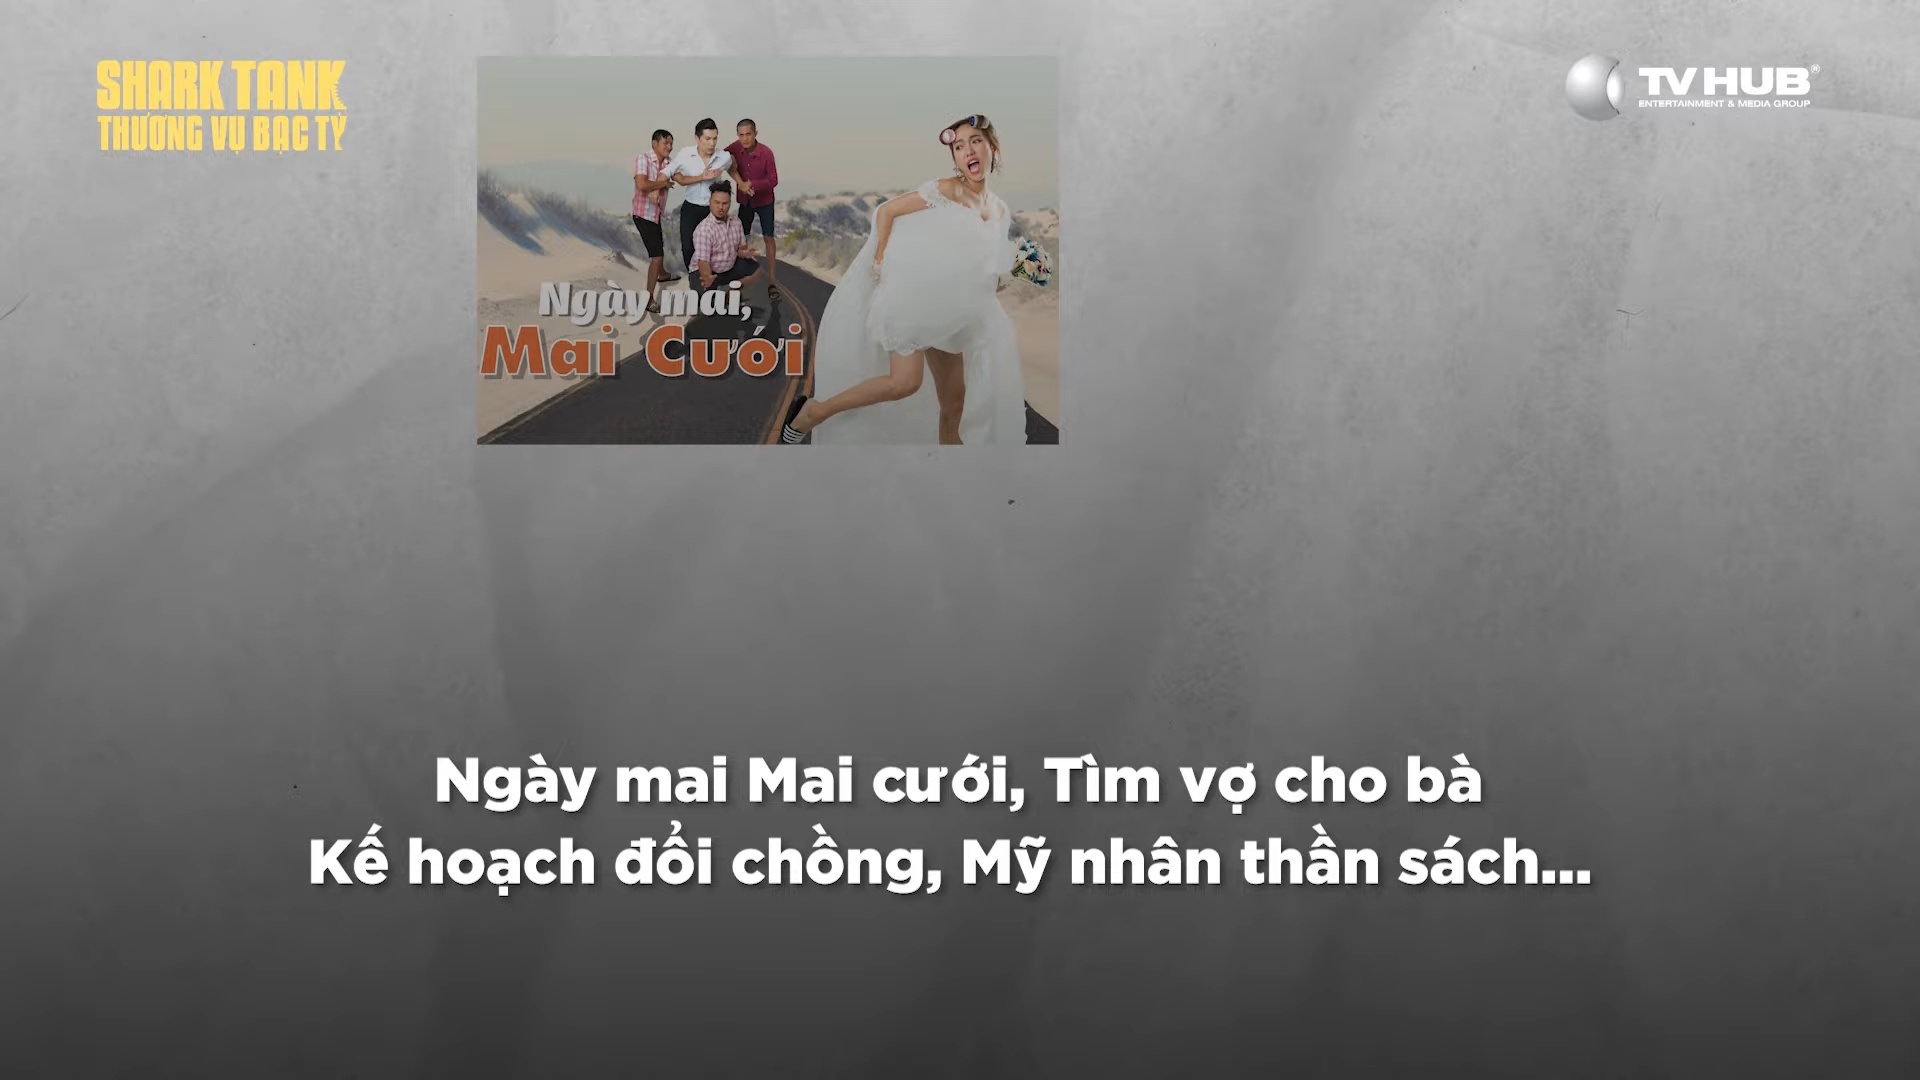 SHARK TANK
THƯƠNG VỤ BẠC TỶ
TV HUB®
ENTERTAINMENT & MEDIA GROUP
Ngày mai,
Mai Cưới
Ngày mai Mai cưới, Tìm vợ cho bà
Kế hoạch đổi chồng, Mỹ nhân thần sách...